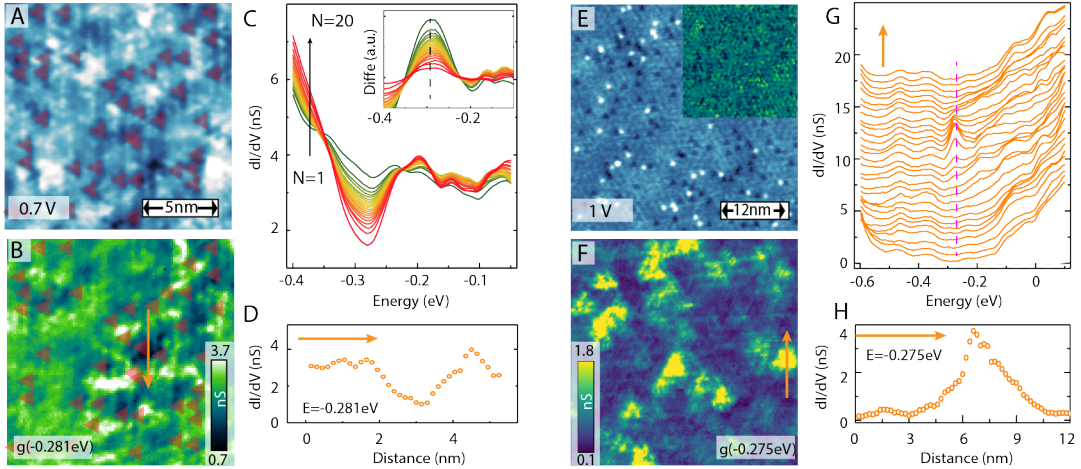 A
0.7 V
5nm
B
g(-0.281eV)
3.7
nS
0.7
C
N=20
N=1
dI/dV (nS)
6
4
2
0
-0.4
-0.3
-0.2
-0.1
Energy (eV)
Diffe (a.u.)
-0.4
-0.2
D
dI/dV (nS)
4
2
0
E=-0.281eV
0
2
4
Distance (nm)
E
1 V
12nm
F
1.8
nS
0.1
g(-0.275eV)
G
dI/dV (nS)
25
20
15
10
5
0
-0.6
-0.4
-0.2
0
Energy (eV)
H
dI/dV (nS)
4
2
0
E=-0.275eV
0
3
6
9
12
Distance (nm)